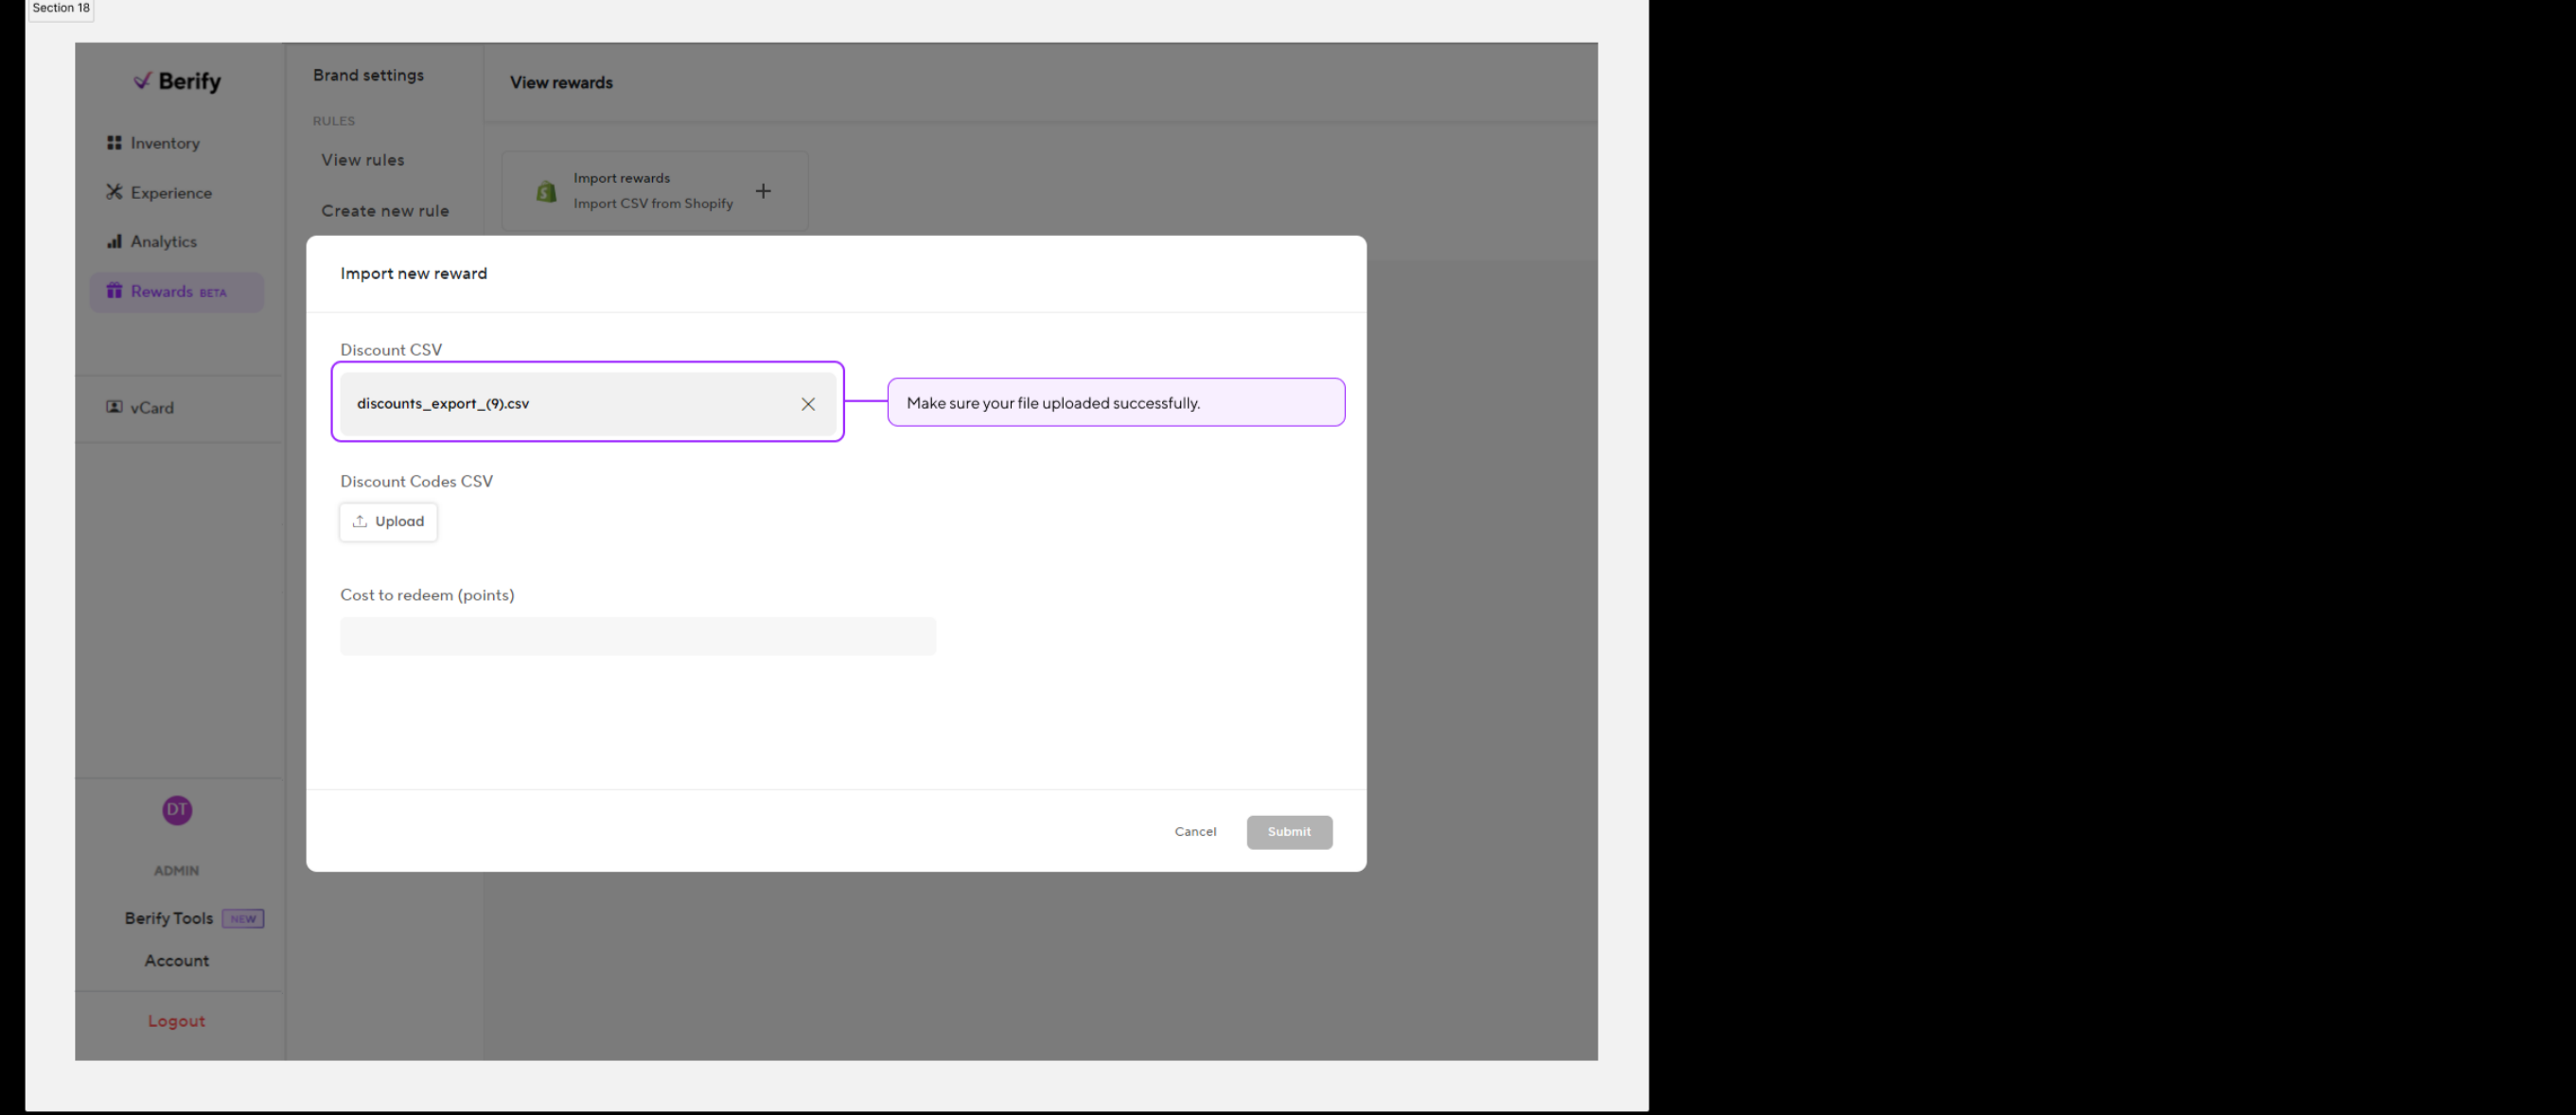 Section 18
Berify
Inventory
Experience
Analytics
Rewards BETA
vCard
DT
ADMIN
Berify Tools NEW
Account
Logout
Brand settings
RULES
View rules
Create new rule
View rewards
Import rewards
Import CSV from Shopify
Import new reward
Discount CSV
discounts_export_(9).csv
Make sure your file uploaded successfully.
Discount Codes CSV
Upload
Cost to redeem (points)
Cancel
Submit